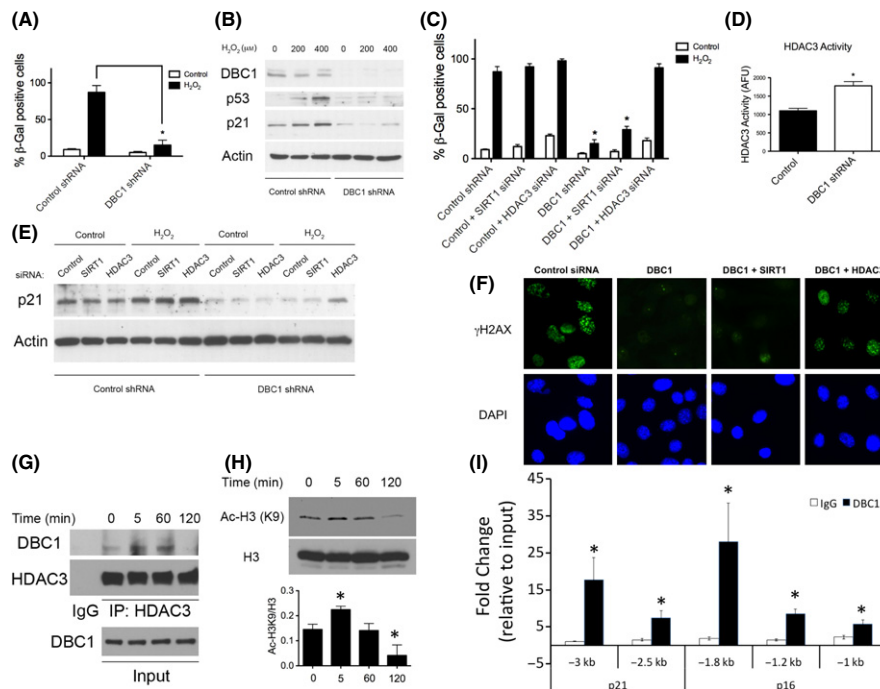 (A)
% β-Gal positive cells
100
50
0
Control
H₂O₂
*
Control shRNA
DBC1 shRNA
(B)
H₂O₂ (μM) 0 200 400 0 200 400
DBC1
p53
p21
Actin
Control shRNA DBC1 shRNA
(C)
% β-Gal positive cells
100
50
0
Control
H₂O₂
* *
Control shRNA
Control + SIRT1 siRNA
Control + HDAC3 siRNA
DBC1 shRNA
DBC1 + SIRT1 siRNA
DBC1 + HDAC3 siRNA
(D)
HDAC3 Activity
HDAC3 Activity (AFU)
2000
1500
1000
500
0
*
Control
DBC1 shRNA
(E)
Control H₂O₂ Control H₂O₂
siRNA: Control SIRT1 HDAC3 Control SIRT1 HDAC3 Control SIRT1 HDAC3 Control SIRT1 HDAC3
p21
Actin
Control shRNA DBC1 shRNA
(F)
Control siRNA DBC1 DBC1 + SIRT1 DBC1 + HDAC3
γH2AX
DAPI
(G)
Time (min) 0 5 60 120
DBC1
HDAC3
IgG IP: HDAC3
DBC1
Input
(H)
Time (min) 0 5 60 120
Ac-H3 (K9)
H3
Ac-H3K9/H3
0.3
0.2
0.1
0.0
* *
0 5 60 120
(I)
Fold Change
(relative to input)
45
35
25
15
5
−5
IgG DBC1
* * * * *
−3 kb −2.5 kb −1.8 kb −1.2 kb −1 kb
p21 p16